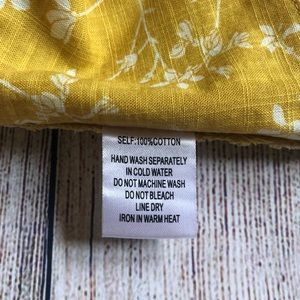 SELF:100%COTTON
HAND WASH SEPARATELY
IN COLD WATER
DO NOT MACHINE WASH
DO NOT BLEACH
LINE DRY
IRON IN WARM HEAT